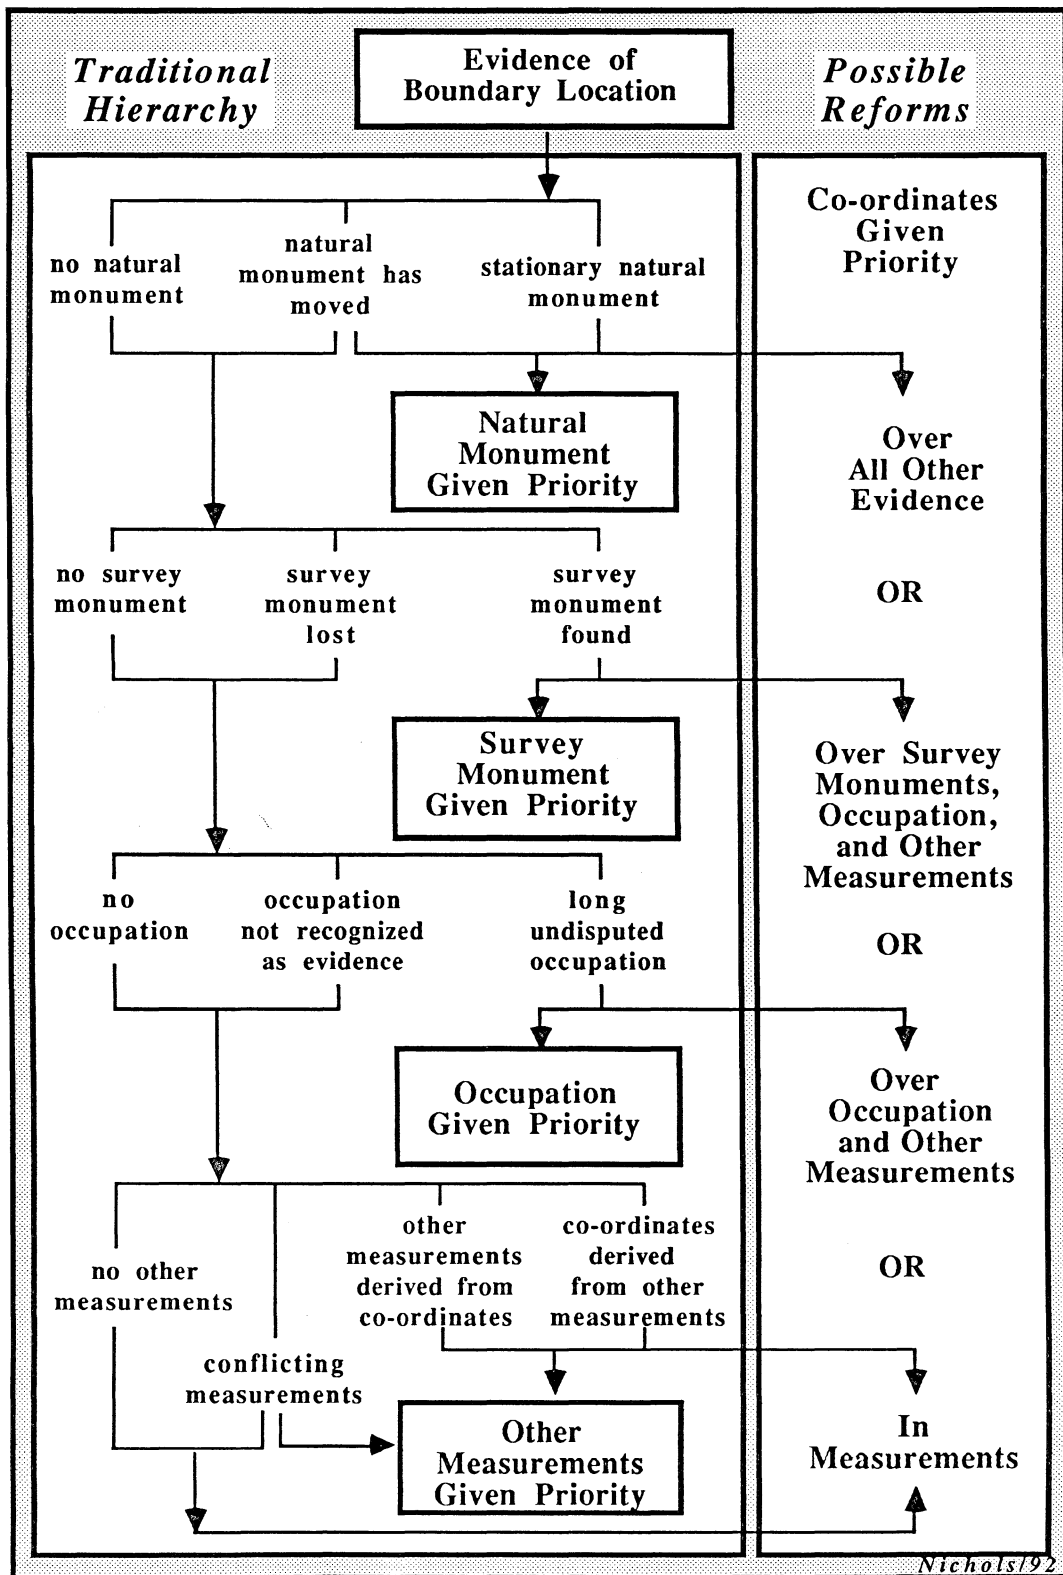 Traditional
Hierarchy
Evidence of
Boundary Location
Possible
Reforms
no natural
monument
natural
monument has
moved
stationary natural
monument
Natural
Monument
Given Priority
no survey
monument
survey
monument
lost
survey
monument
found
Survey
Monument
Given Priority
no
occupation
occupation
not recognized
as evidence
long
undisputed
occupation
Occupation
Given Priority
no other
measurements
conflicting
measurements
other
measurements
derived from
co-ordinates
co-ordinates
derived
from other
measurements
Other
Measurements
Given Priority
Co-ordinates
Given
Priority
Over
All Other
Evidence
OR
Over Survey
Monuments,
Occupation,
and Other
Measurements
OR
Over
Occupation
and Other
Measurements
OR
In
Measurements
Nichols/92